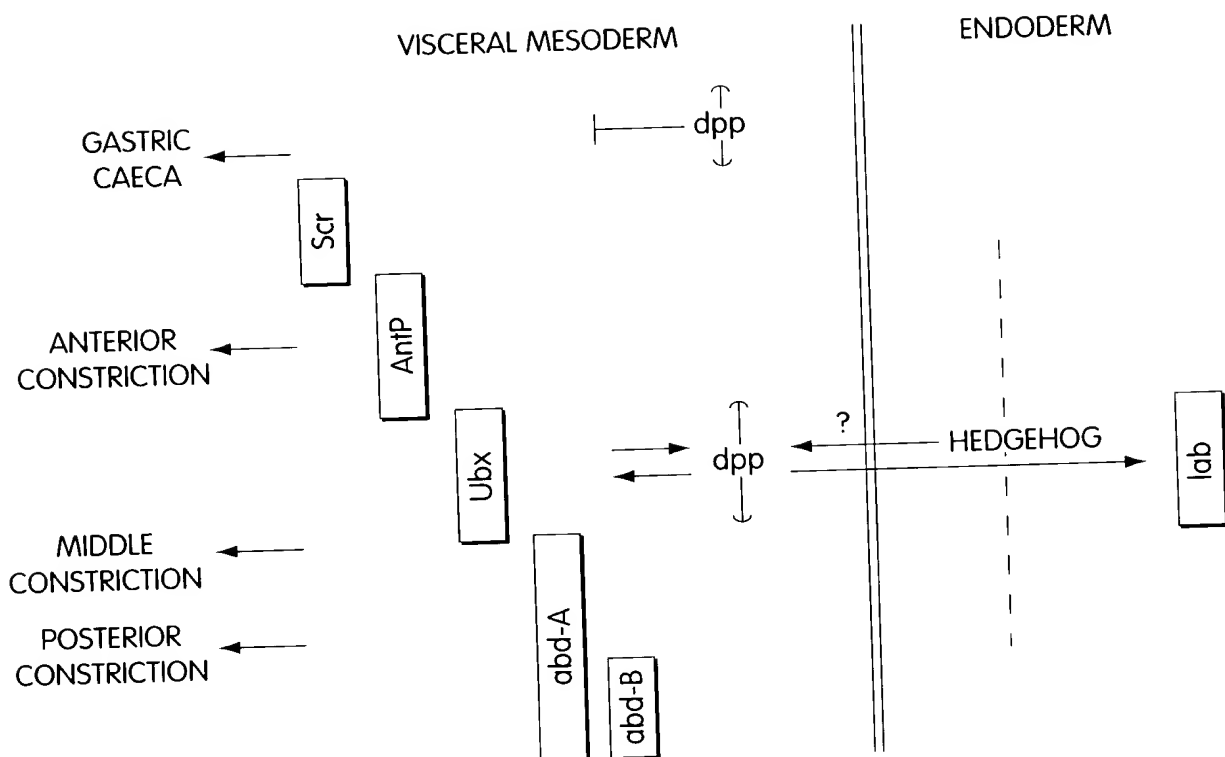 VISCERAL MESODERM
ENDODERM
dpp
GASTRIC
CAECA
Scr
ANTERIOR
CONSTRICTION
AntP
Ubx
dpp
?
HEDGEHOG
lab
MIDDLE
CONSTRICTION
POSTERIOR
CONSTRICTION
abd-A
abd-B